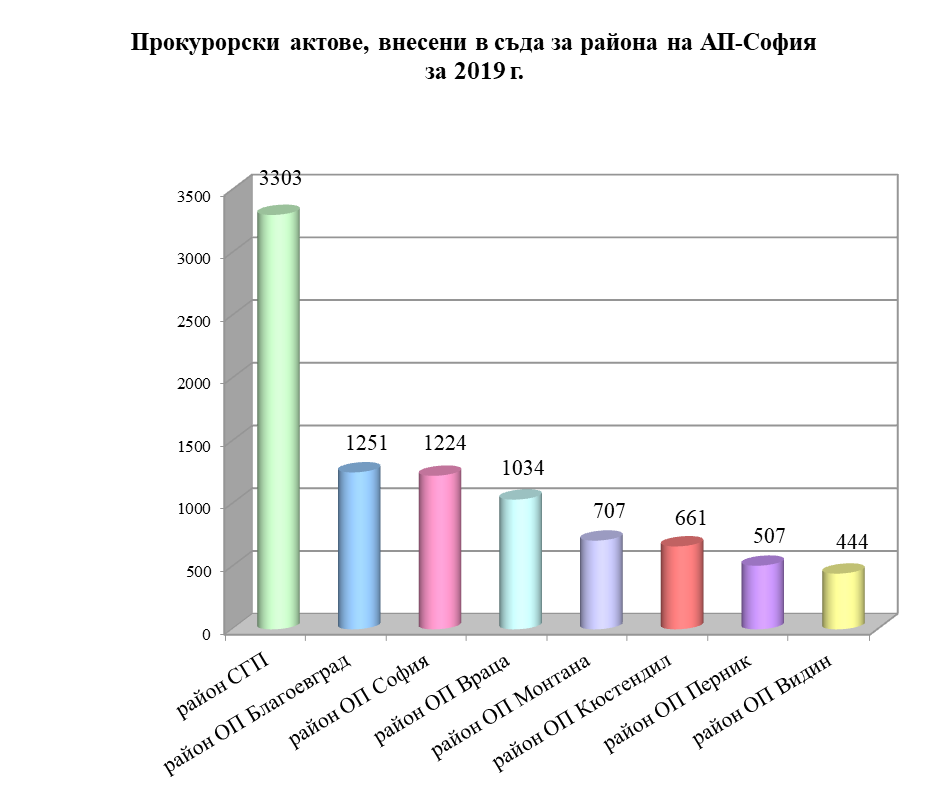 Прокурорски актове, внесени в съда за района на АП-София
за 2019 г.
3303
3500
3000
2500
2000
1500
1000
500
0
1251
1224
1034
707
661
507
444
район СГП
район ОП Благоевград
район ОП София
район ОП Враца
район ОП Монтана
район ОП Кюстендил
район ОП Перник
район ОП Видин